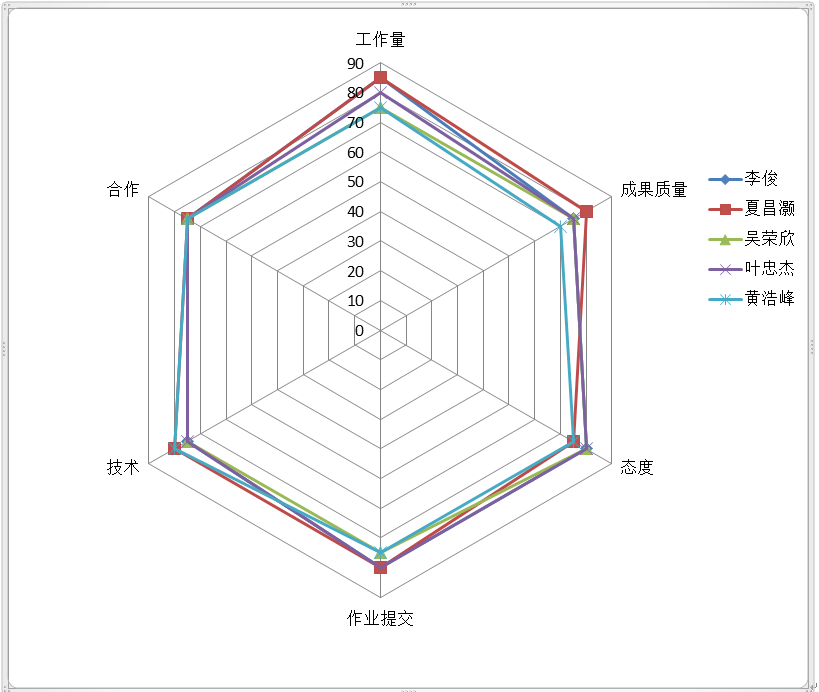 工作量
90
80
70
60
50
40
30
20
10
0
成果质量
态度
作业提交
技术
合作
李俊
夏昌灏
吴荣欣
叶忠杰
黄浩峰